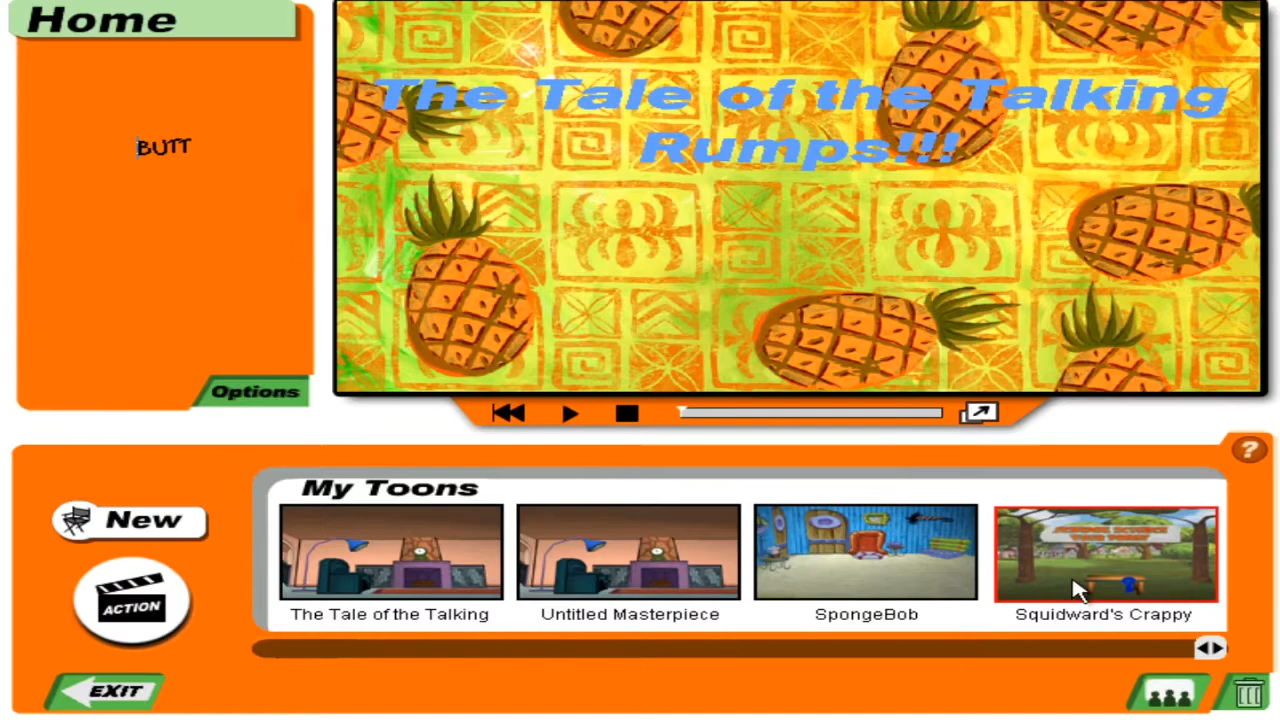 Home
BUTT
Options
The Tale of the Talking
Rumps!!!
?
My Toons
New
ACTION
The Tale of the Talking
Untitled Masterpiece
SpongeBob
Squidward's Crappy
EXIT